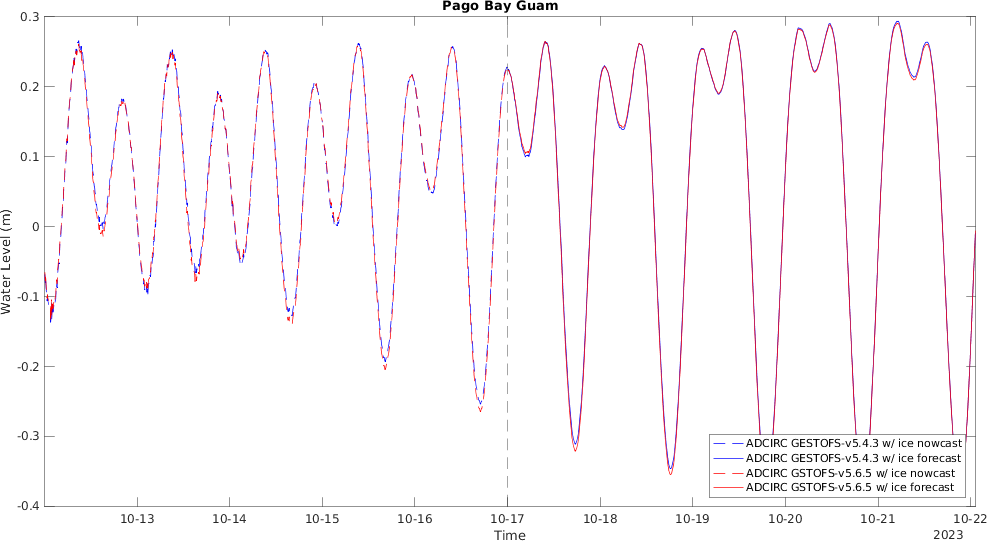 Pago Bay Guam
0.3
0.2
0.1
0
-0.1
-0.2
-0.3
-0.4
Water Level (m)
ADCIRC GESTOFS-v5.4.3 w/ ice nowcast
ADCIRC GESTOFS-v5.4.3 w/ ice forecast
ADCIRC GSTOFS-v5.6.5 w/ ice nowcast
ADCIRC GSTOFS-v5.6.5 w/ ice forecast
10-13 10-14 10-15 10-16 10-17 10-18 10-19 10-20 10-21 10-22
Time
2023